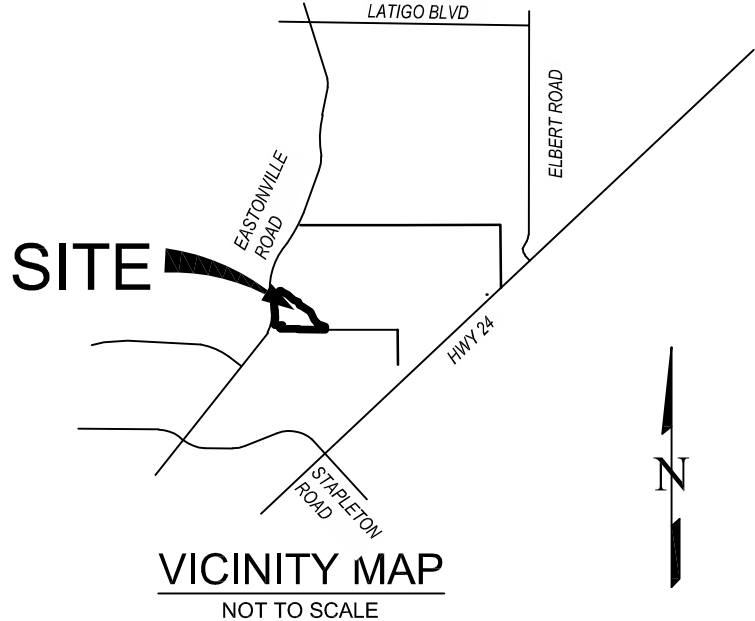 LATIGO BLVD
ELBERT ROAD
EASTONVILLE
ROAD
SITE
HWY 24
STAPLETON
ROAD
N
VICINITY MAP
NOT TO SCALE